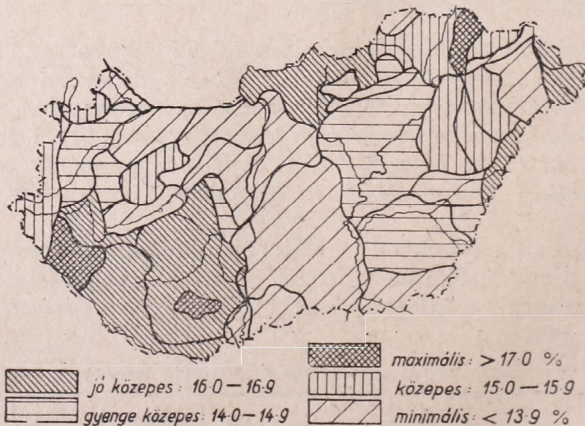 maximális: > 17·0 %
jó közepes: 16·0 — 16·9
közepes: 15·0 — 15·9
gyenge közepes: 14·0 — 14·9
minimális: < 13·9 %